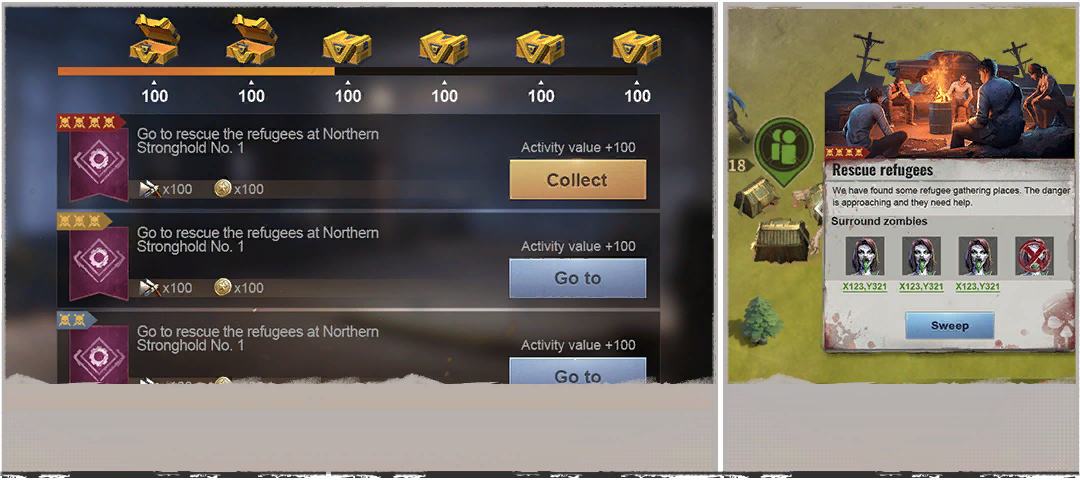 100 100 100 100 100 100
Go to rescue the refugees at Northern
Stronghold No. 1
x100 x100
Activity value +100
Collect
Go to rescue the refugees at Northern
Stronghold No. 1
x100 x100
Activity value +100
Go to
Go to rescue the refugees at Northern
Stronghold No. 1
Activity value +100
Go to
18
Rescue refugees
We have found some refugee gathering places. The danger
is approaching and they need help.
Surround zombies
X123,Y321 X123,Y321 X123,Y321
Sweep